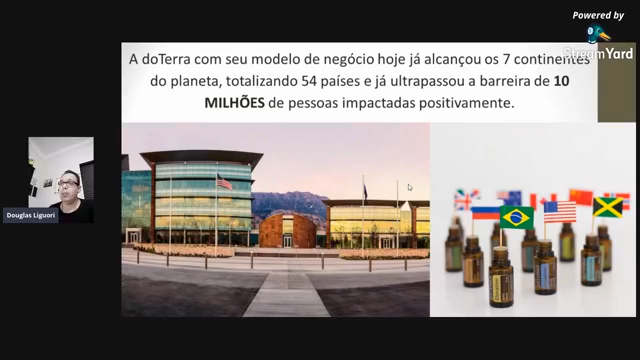 Powered by
StreamYard
A doTerra com seu modelo de negócio hoje já alcançou os 7 continentes
do planeta, totalizando 54 países e já ultrapassou a barreira de 10
MILHÕES de pessoas impactadas positivamente.
Douglas Liguori